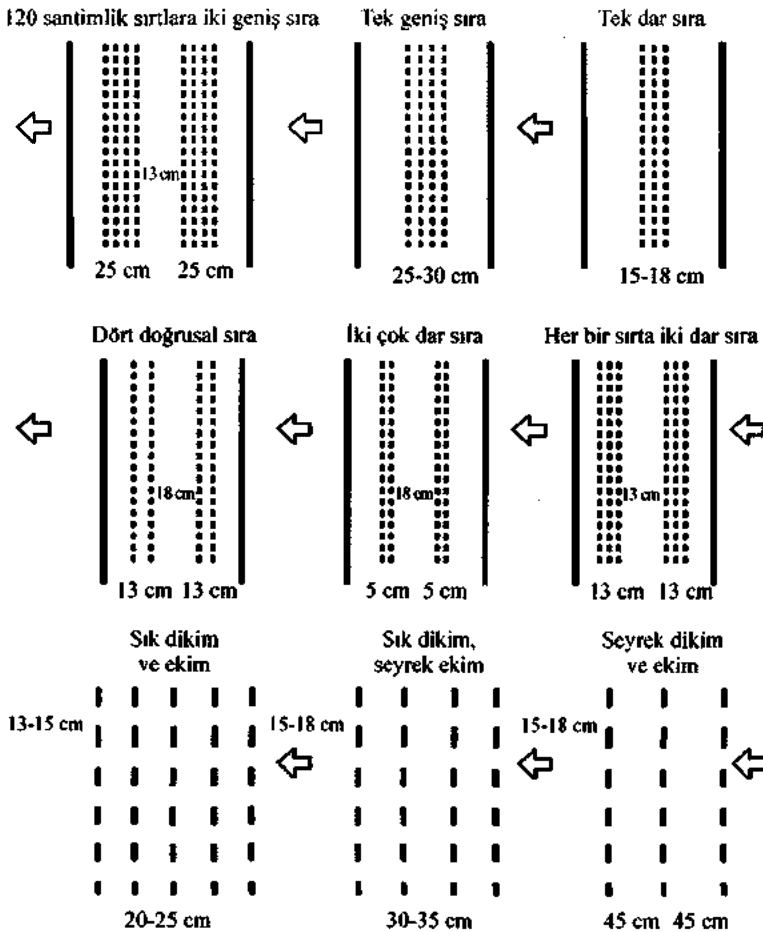 120 santimlik sırtlara iki geniş sıra
Tek geniş sıra
Tek dar sıra
13 cm
25 cm 25 cm
25-30 cm
15-18 cm
Dört doğrusal sıra
İki çok dar sıra
Her bir sırta iki dar sıra
18 cm
18 cm
13 cm
13 cm 13 cm
5 cm 5 cm
13 cm 13 cm
Sık dikim
ve ekim
Sık dikim,
seyrek ekim
Seyrek dikim
ve ekim
13-15 cm
15-18 cm
15-18 cm
20-25 cm
30-35 cm
45 cm 45 cm